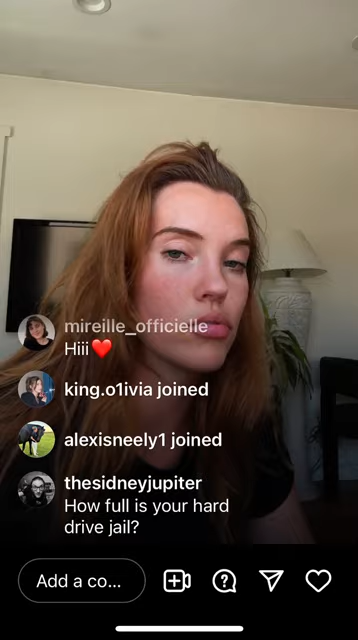 mireille_officielle
Hiii❤️
king.o1ivia joined
alexisneely1 joined
thesidneyjupiter
How full is your hard
drive jail?
Add a co...